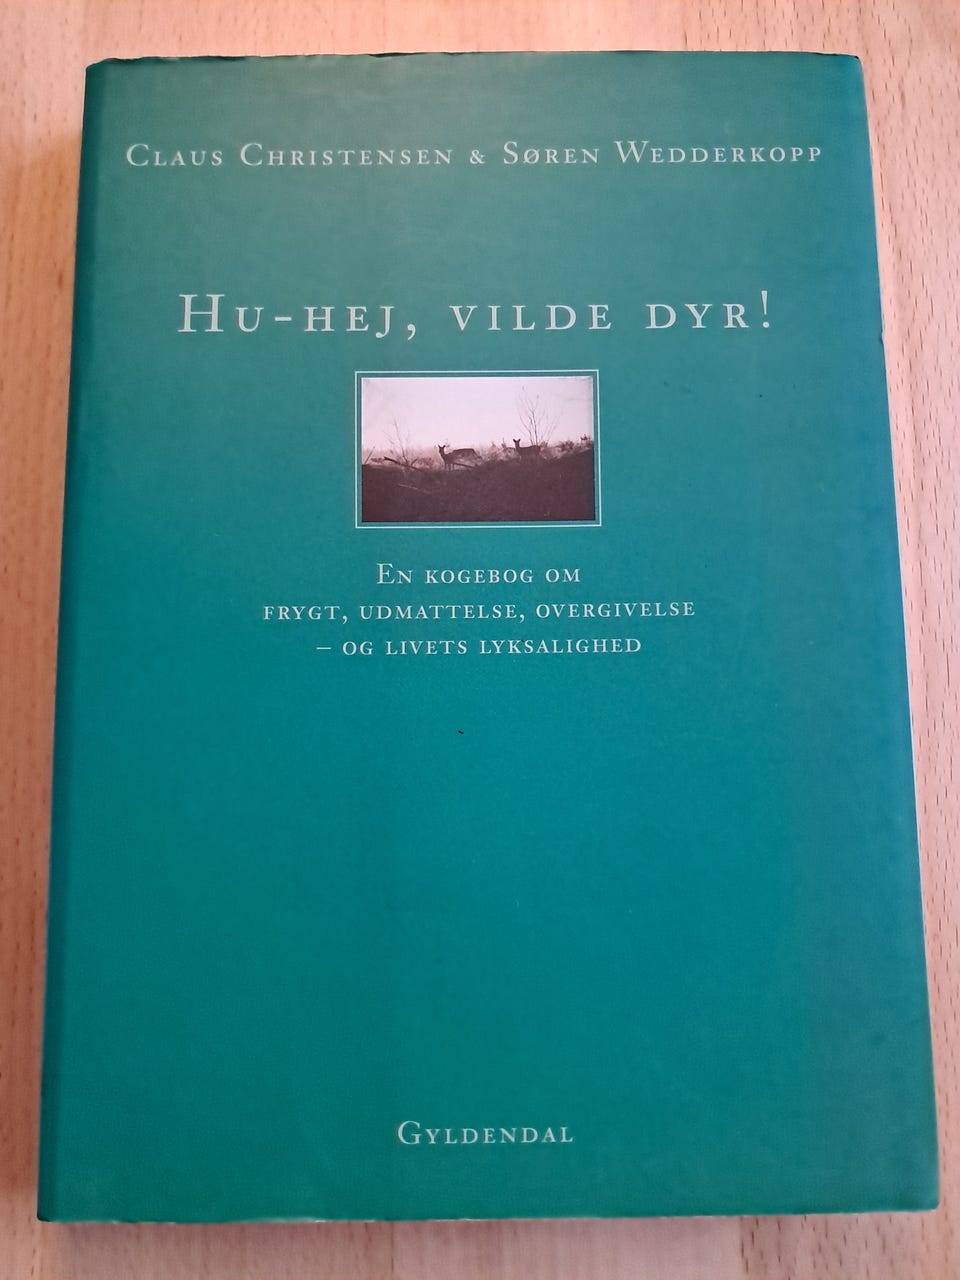 Claus Christensen & Søren Wedderkopp
Hu-hej, vilde dyr!
En kogebog om
frygt, udmattelse, overgivelse
– og livets lyksalighed
Gyldendal